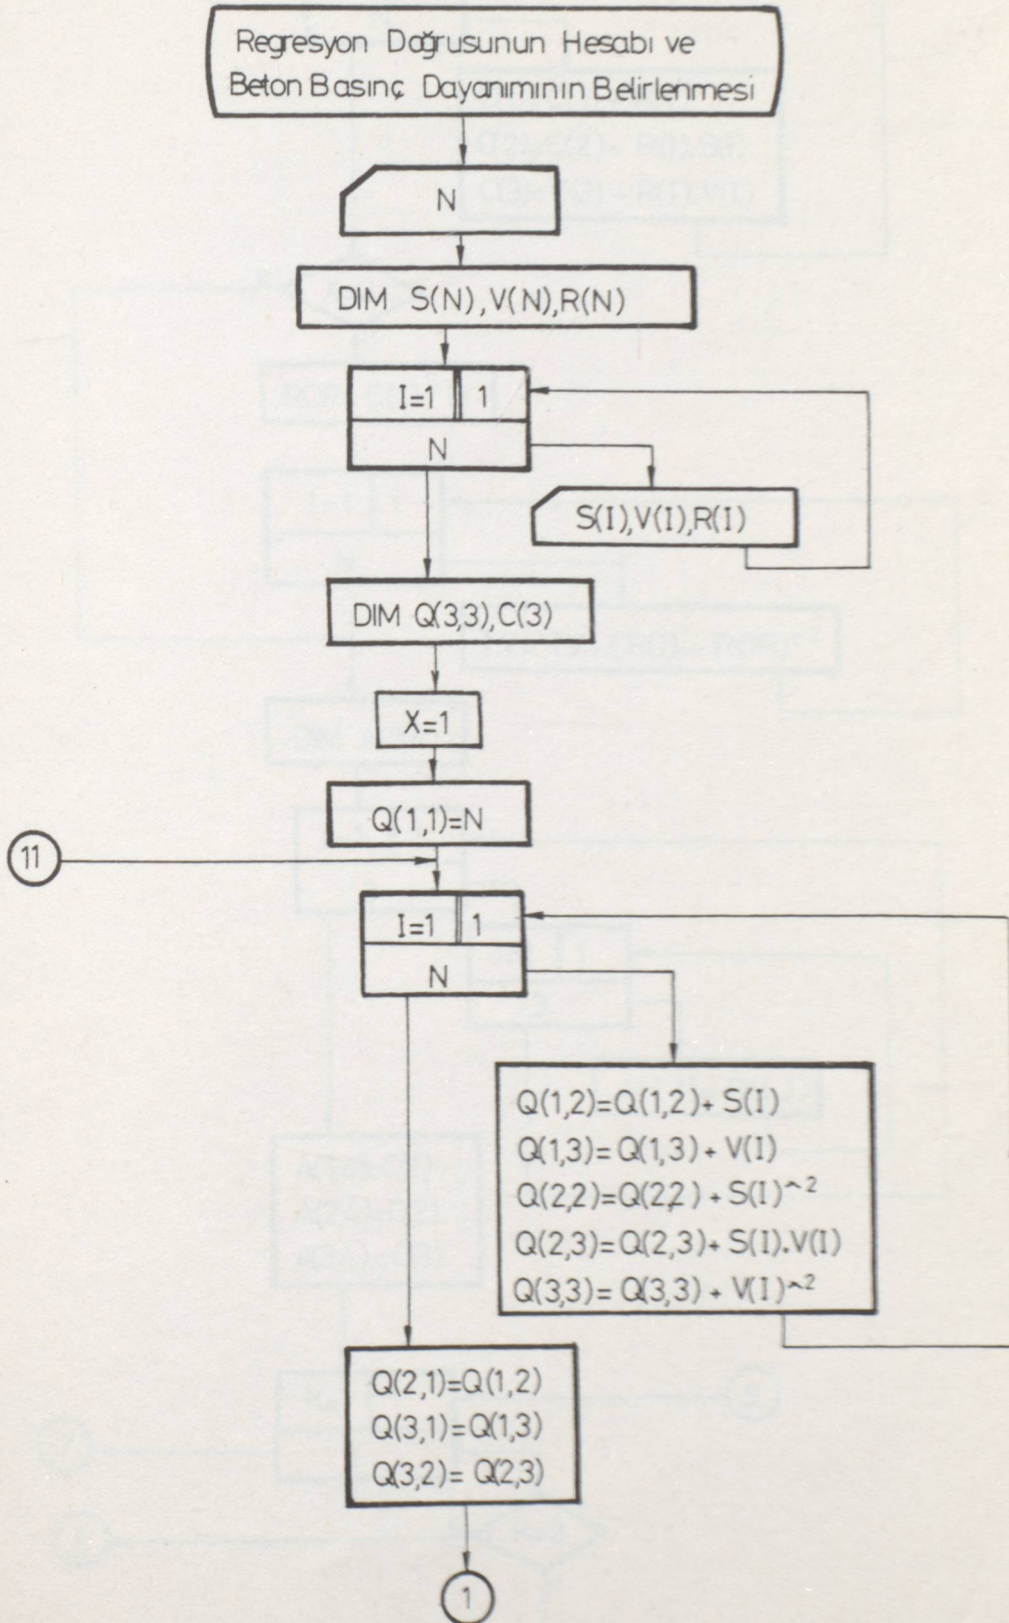 Regresyon Doğrusunun Hesabı ve
Beton Basınç Dayanımının Belirlenmesi
N
DIM S(N),V(N),R(N)
I=1 1
N
S(I),V(I),R(I)
DIM Q(3,3),C(3)
X=1
Q(1,1)=N
11
I=1 1
N
Q(1,2)=Q(1,2)+ S(I)
Q(1,3)=Q(1,3)+ V(I)
Q(2,2)=Q(2,2) + S(I)^2
Q(2,3)=Q(2,3)+ S(I).V(I)
Q(3,3)= Q(3,3) + V(I)^2
Q(2,1)=Q(1,2)
Q(3,1)=Q(1,3)
Q(3,2)= Q(2,3)
1